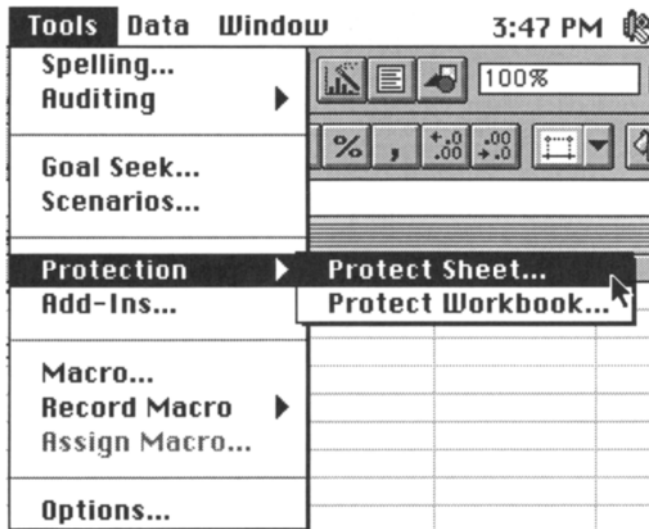 Tools Data Window 3:47 PM
Spelling...
Auditing
100%
% , .0 .00 .00 .0
Goal Seek...
Scenarios...
Protection Protect Sheet...
Add-Ins... Protect Workbook...
Macro...
Record Macro
Assign Macro...
Options...